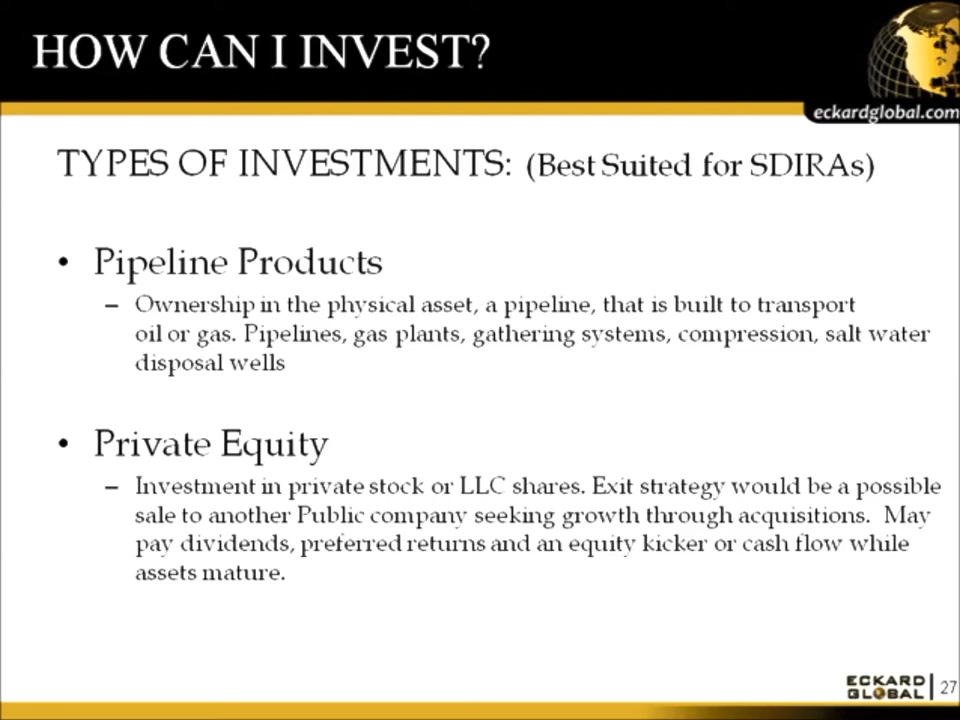 HOW CAN I INVEST?
eckardglobal.com
TYPES OF INVESTMENTS: (Best Suited for SDIRAs)
• Pipeline Products
– Ownership in the physical asset, a pipeline, that is built to transport
oil or gas. Pipelines, gas plants, gathering systems, compression, salt water
disposal wells
• Private Equity
– Investment in private stock or LLC shares. Exit strategy would be a possible
sale to another Public company seeking growth through acquisitions. May
pay dividends, preferred returns and an equity kicker or cash flow while
assets mature.
ECKARD
GLOBAL
27